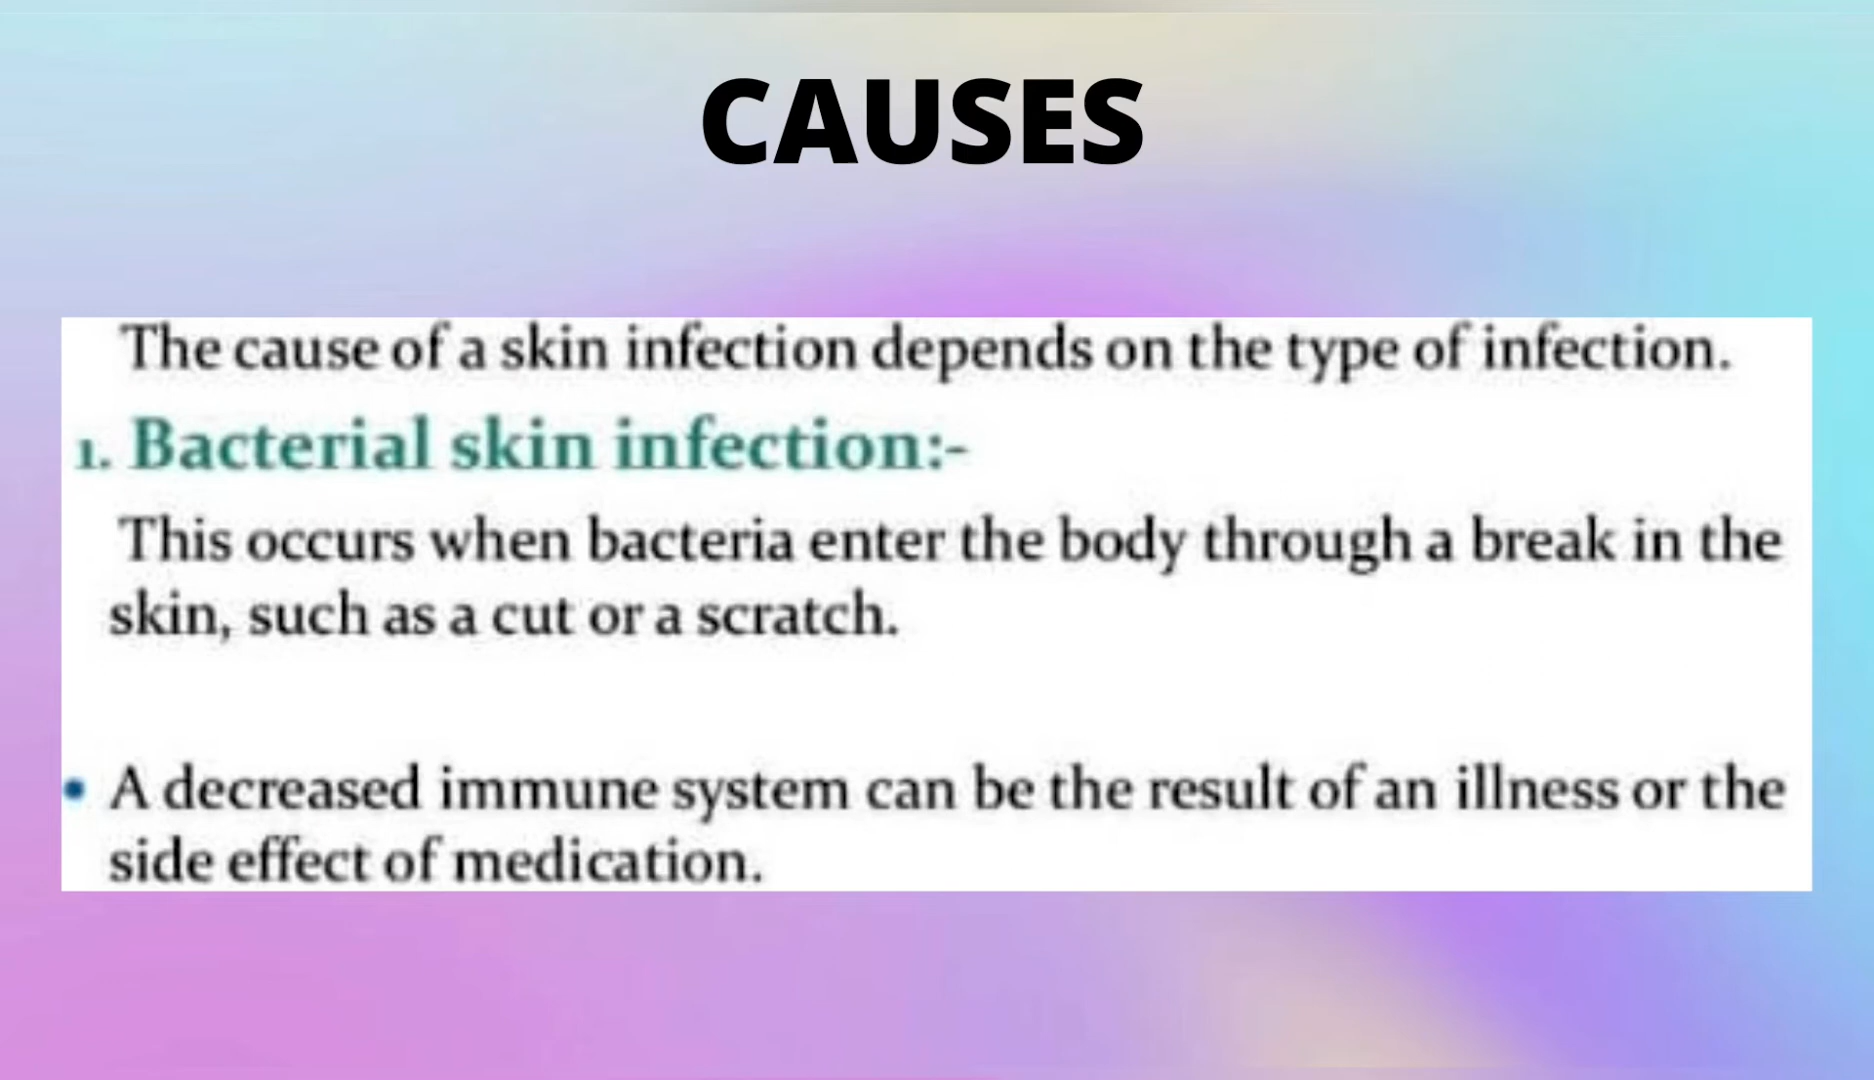 CAUSES
The cause of a skin infection depends on the type of infection.
1. Bacterial skin infection:-
This occurs when bacteria enter the body through a break in the
skin, such as a cut or a scratch.
• A decreased immune system can be the result of an illness or the
side effect of medication.